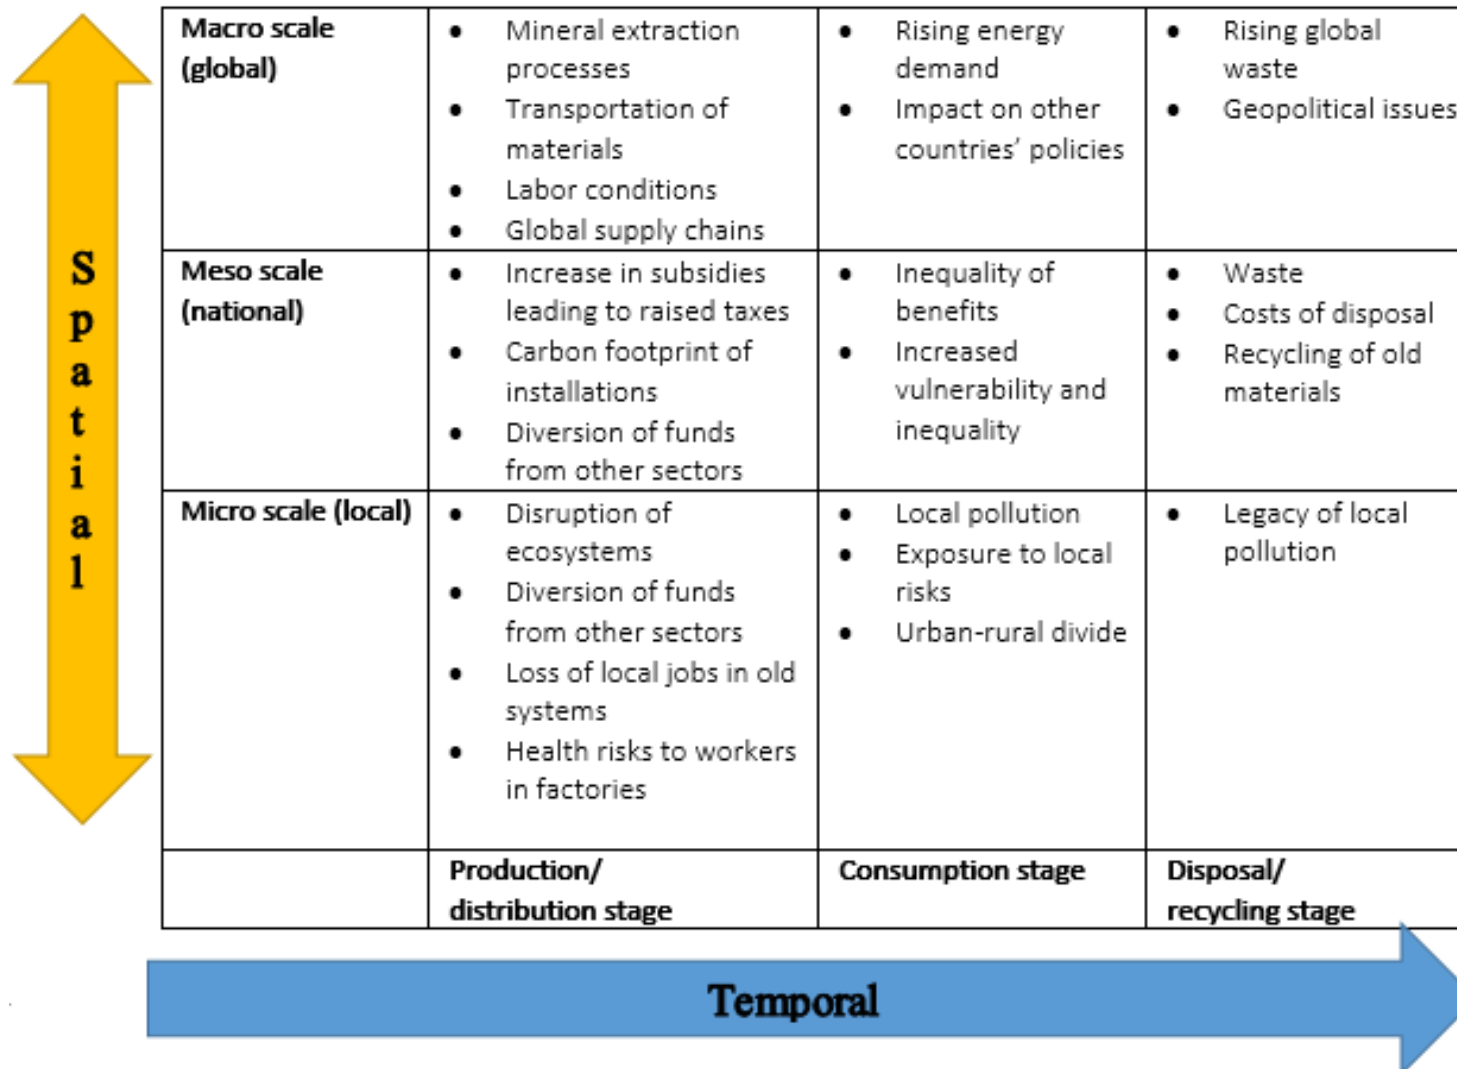 Spatial
Macro scale
(global)
• Mineral extraction
processes
• Transportation of
materials
• Labor conditions
• Global supply chains
• Rising energy
demand
• Impact on other
countries’ policies
• Rising global
waste
• Geopolitical issues
Meso scale
(national)
• Increase in subsidies
leading to raised taxes
• Carbon footprint of
installations
• Diversion of funds
from other sectors
• Inequality of
benefits
• Increased
vulnerability and
inequality
• Waste
• Costs of disposal
• Recycling of old
materials
Micro scale (local)
• Disruption of
ecosystems
• Diversion of funds
from other sectors
• Loss of local jobs in old
systems
• Health risks to workers
in factories
• Local pollution
• Exposure to local
risks
• Urban-rural divide
• Legacy of local
pollution
Production/
distribution stage
Consumption stage
Disposal/
recycling stage
Temporal